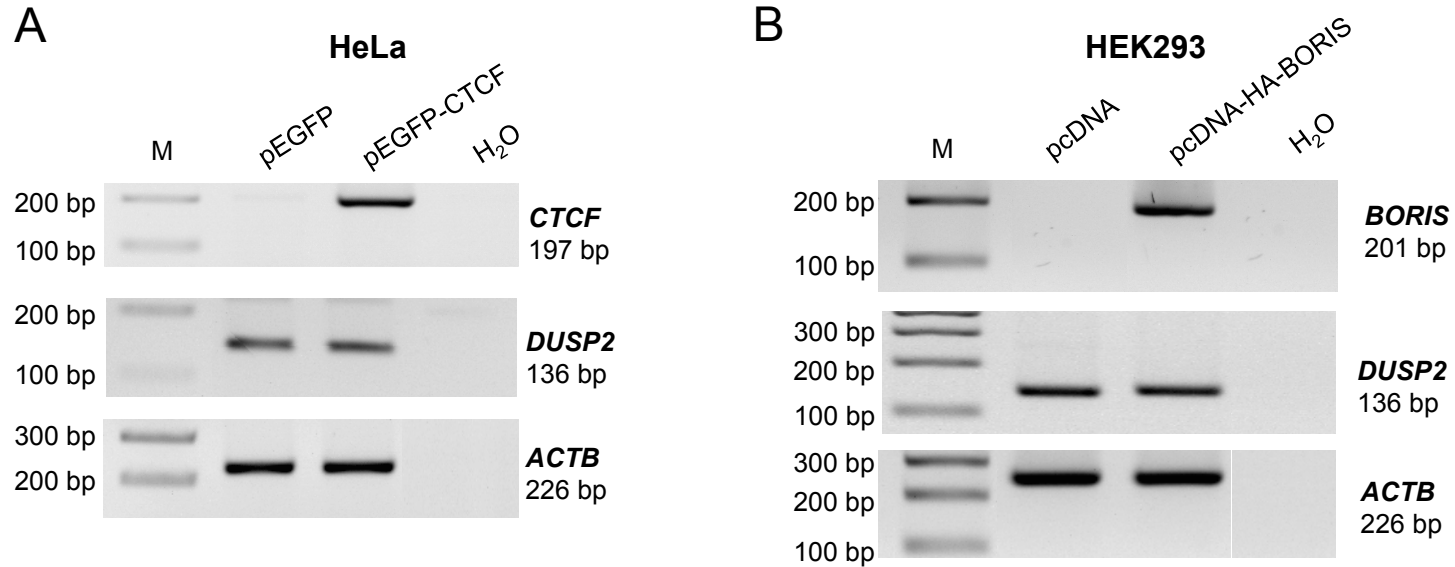 A
HeLa
M
pEGFP
pEGFP-CTCF
H₂O
200 bp
100 bp
CTCF
197 bp
200 bp
100 bp
DUSP2
136 bp
300 bp
200 bp
ACTB
226 bp
B
HEK293
M
pcDNA
pcDNA-HA-BORIS
H₂O
200 bp
100 bp
BORIS
201 bp
300 bp
200 bp
100 bp
DUSP2
136 bp
300 bp
200 bp
100 bp
ACTB
226 bp